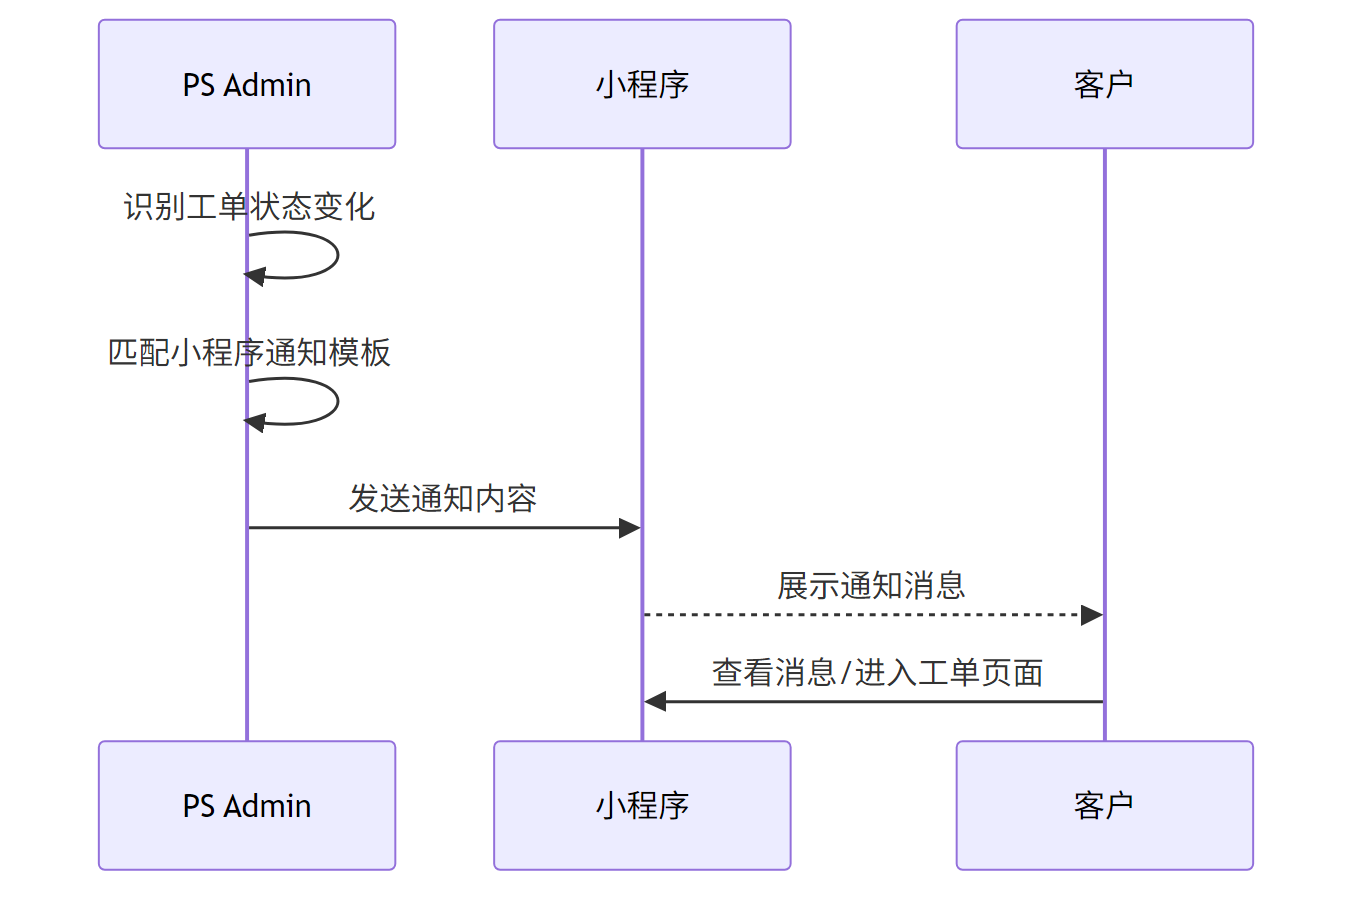 PS Admin
小程序
客户
识别工单状态变化
匹配小程序通知模板
发送通知内容
展示通知消息
查看消息/进入工单页面
PS Admin
小程序
客户